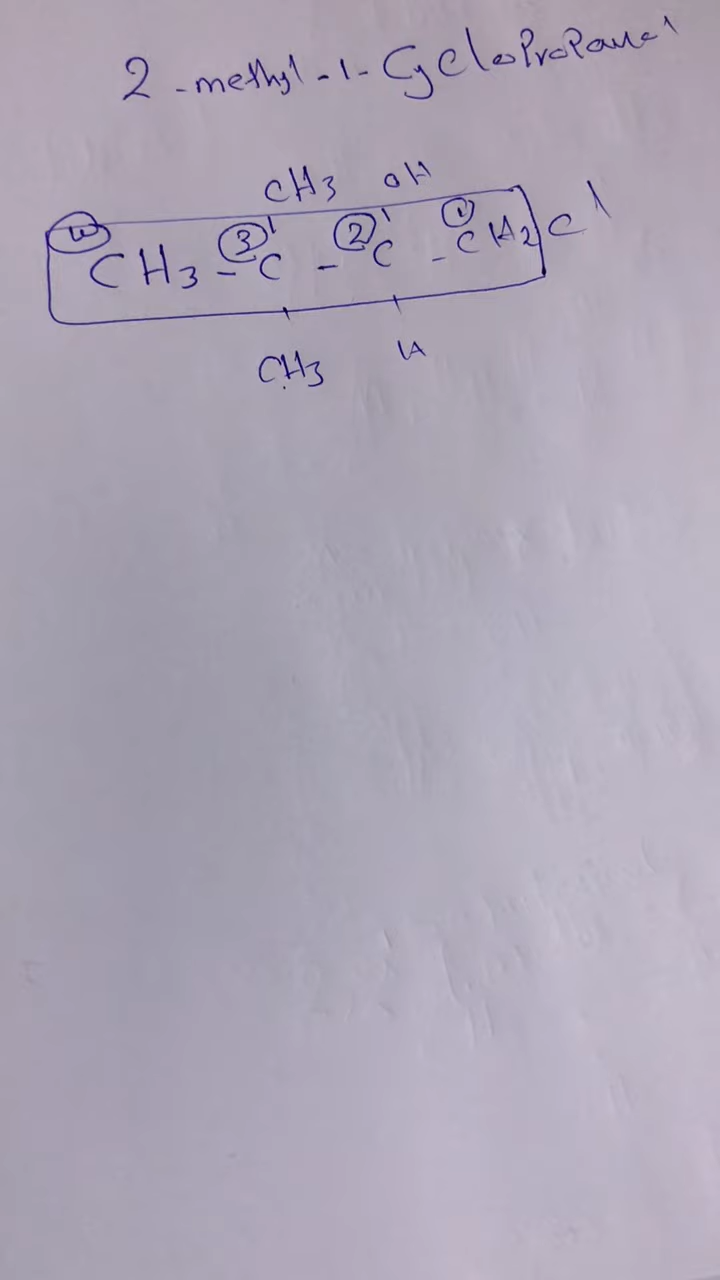 2-methyl-1-CycloPropanol
CH3 OH
④ ③ ② ①
CH3 - C - C - CH2 Cl
CH3 H